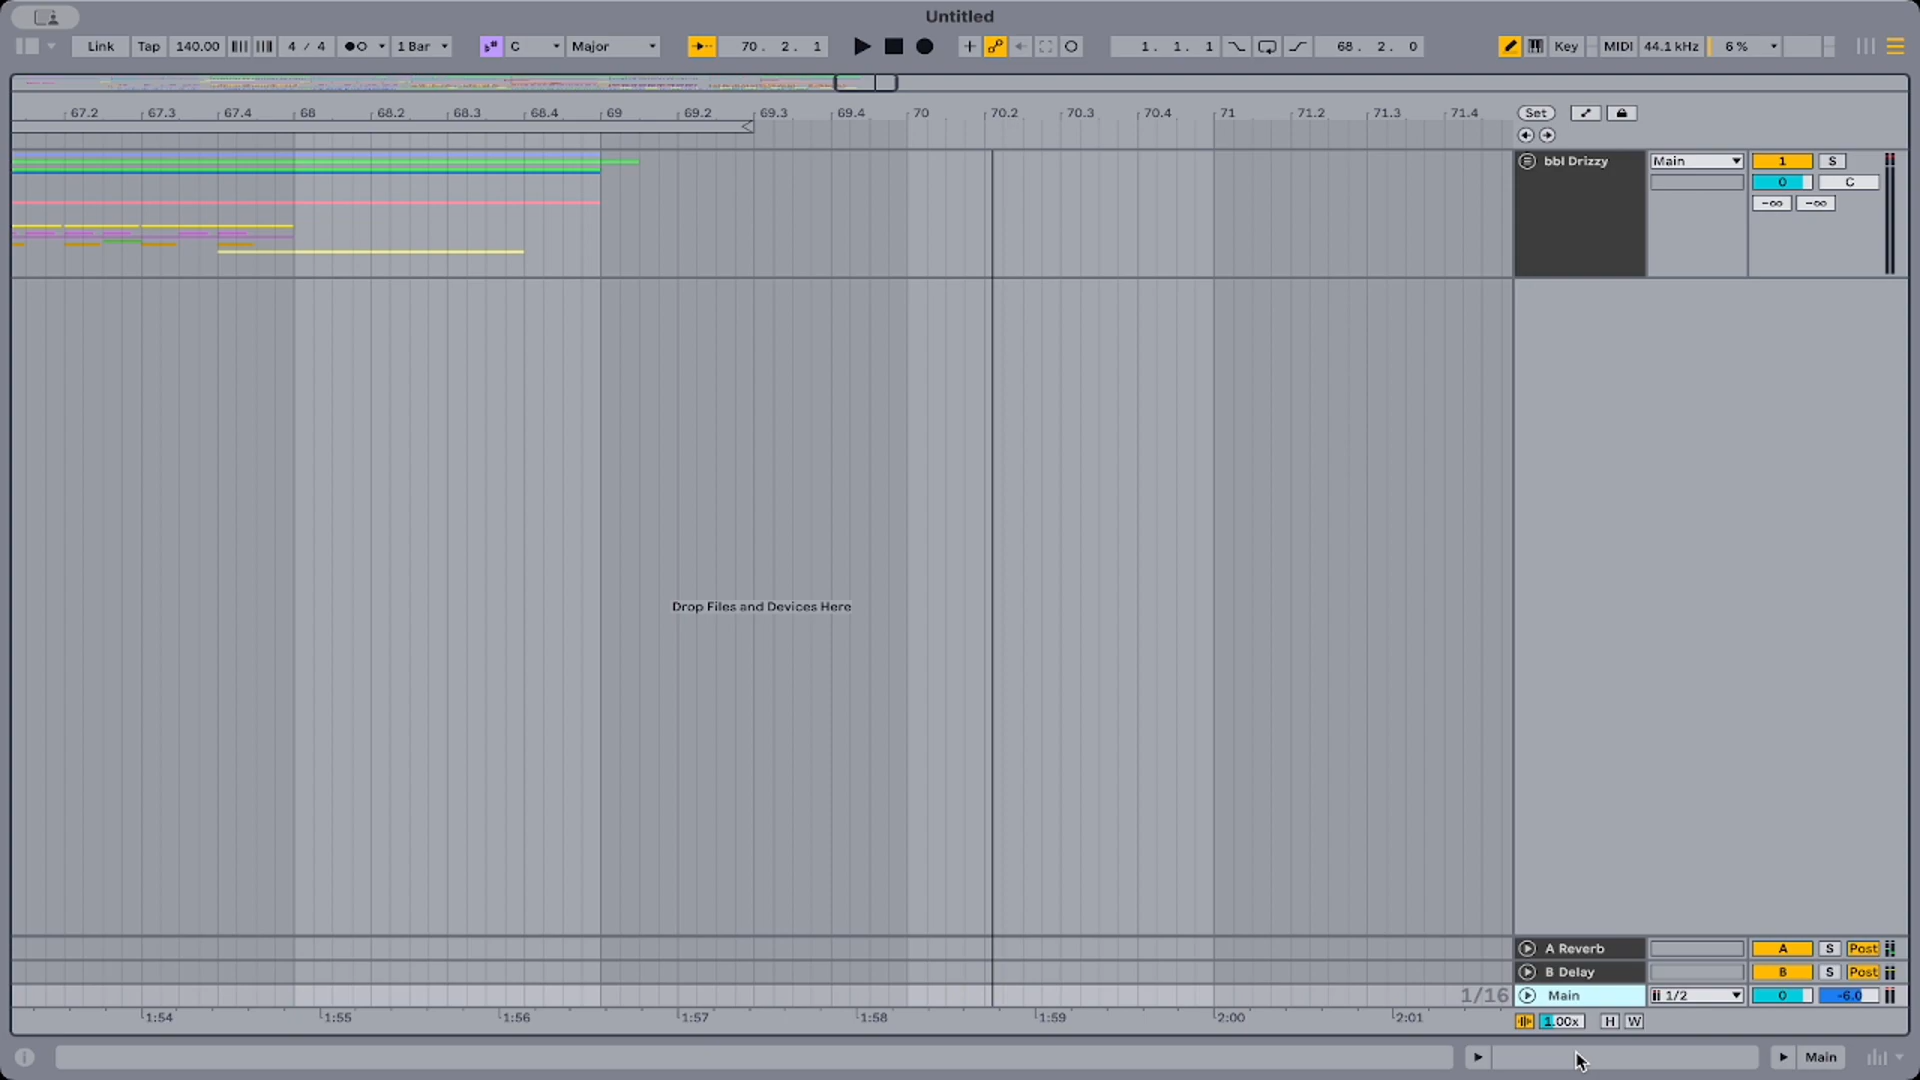 Untitled
Link Tap 140.00 4 / 4 1 Bar C Major 70. 2. 1 1. 1. 1 68. 2. 0 Key MIDI 44.1 kHz 6 %
67.2 67.3 67.4 68 68.2 68.3 68.4 69 69.2 69.3 69.4 70 70.2 70.3 70.4 71 71.2 71.3 71.4 Set
bbl Drizzy Main 1 S
0 C
-∞ -∞
Drop Files and Devices Here
A Reverb A S Post
B Delay B S Post
1/16 Main 1/2 0 -6.0
1:54 1:55 1:56 1:57 1:58 1:59 2:00 2:01 1.00x H W
Main